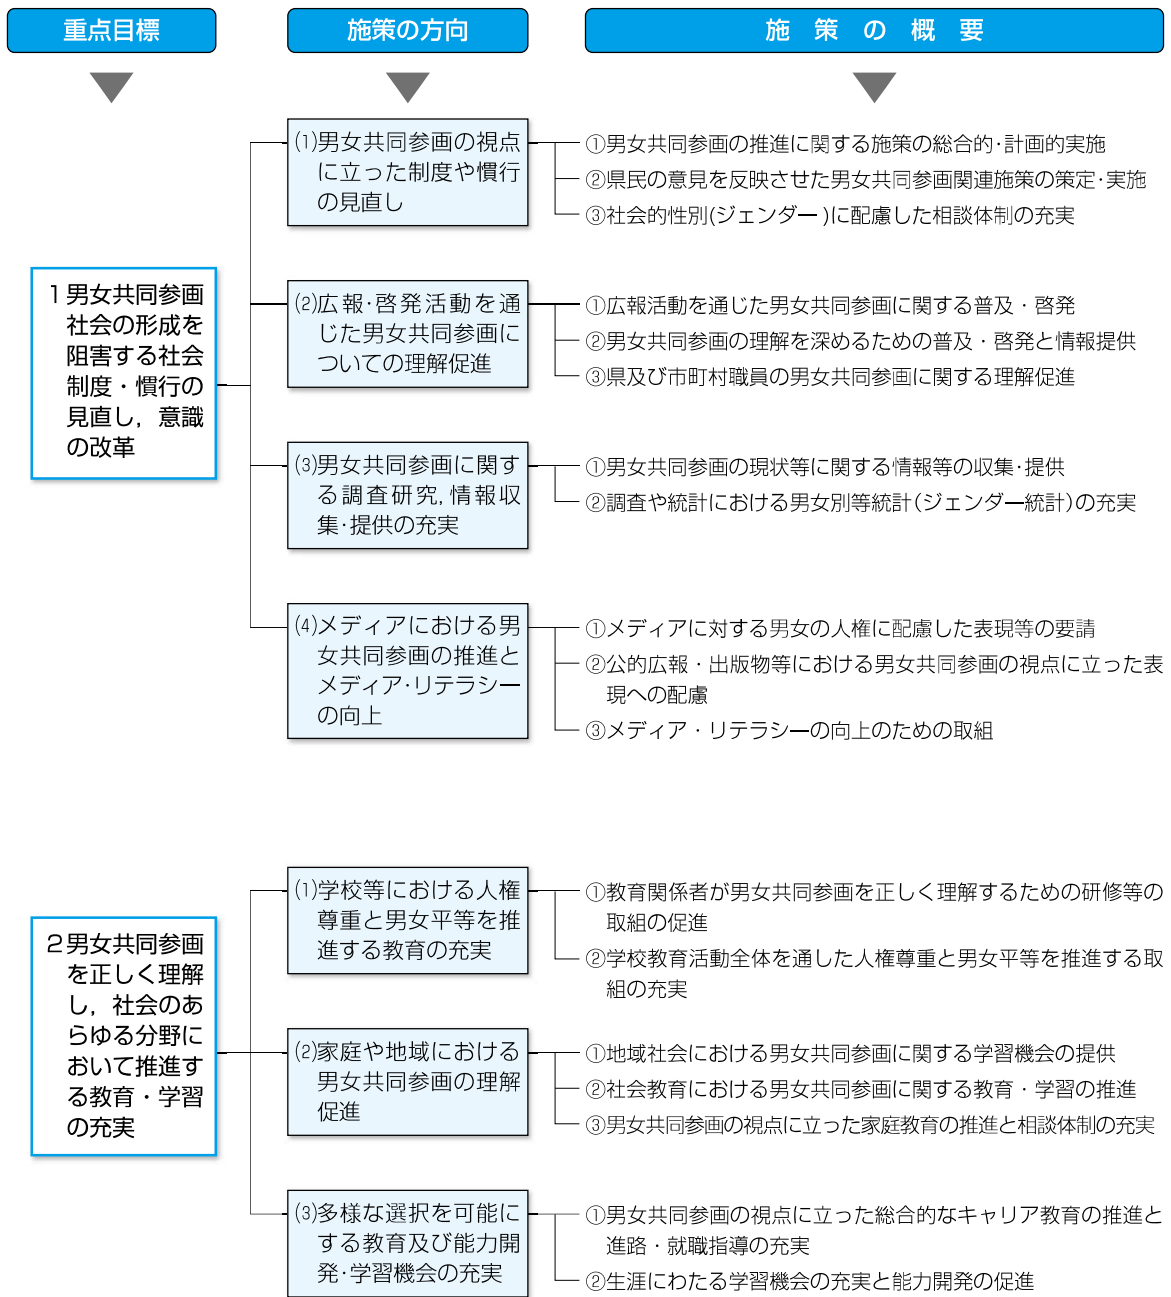 重点目標
施策の方向
施策の概要
1男女共同参画
社会の形成を
阻害する社会
制度・慣行の
見直し，意識
の改革
⑴男女共同参画の視点
に立った制度や慣行
の見直し
①男女共同参画の推進に関する施策の総合的･計画的実施
②県民の意見を反映させた男女共同参画関連施策の策定･実施
③社会的性別(ジェンダー)に配慮した相談体制の充実
⑵広報･啓発活動を通
じた男女共同参画に
ついての理解促進
①広報活動を通じた男女共同参画に関する普及・啓発
②男女共同参画の理解を深めるための普及・啓発と情報提供
③県及び市町村職員の男女共同参画に関する理解促進
⑶男女共同参画に関す
る調査研究,情報収
集･提供の充実
①男女共同参画の現状等に関する情報等の収集･提供
②調査や統計における男女別等統計（ジェンダー統計）の充実
⑷メディアにおける男
女共同参画の推進と
メディア･リテラシー
の向上
①メディアに対する男女の人権に配慮した表現等の要請
②公的広報・出版物等における男女共同参画の視点に立った表
現への配慮
③メディア・リテラシーの向上のための取組
2男女共同参画
を正しく理解
し，社会のあ
らゆる分野に
おいて推進す
る教育・学習
の充実
⑴学校等における人権
尊重と男女平等を推
進する教育の充実
①教育関係者が男女共同参画を正しく理解するための研修等の
取組の促進
②学校教育活動全体を通した人権尊重と男女平等を推進する取
組の充実
⑵家庭や地域における
男女共同参画の理解
促進
①地域社会における男女共同参画に関する学習機会の提供
②社会教育における男女共同参画に関する教育・学習の推進
③男女共同参画の視点に立った家庭教育の推進と相談体制の充実
⑶多様な選択を可能に
する教育及び能力開
発･学習機会の充実
①男女共同参画の視点に立った総合的なキャリア教育の推進と
進路・就職指導の充実
②生涯にわたる学習機会の充実と能力開発の促進